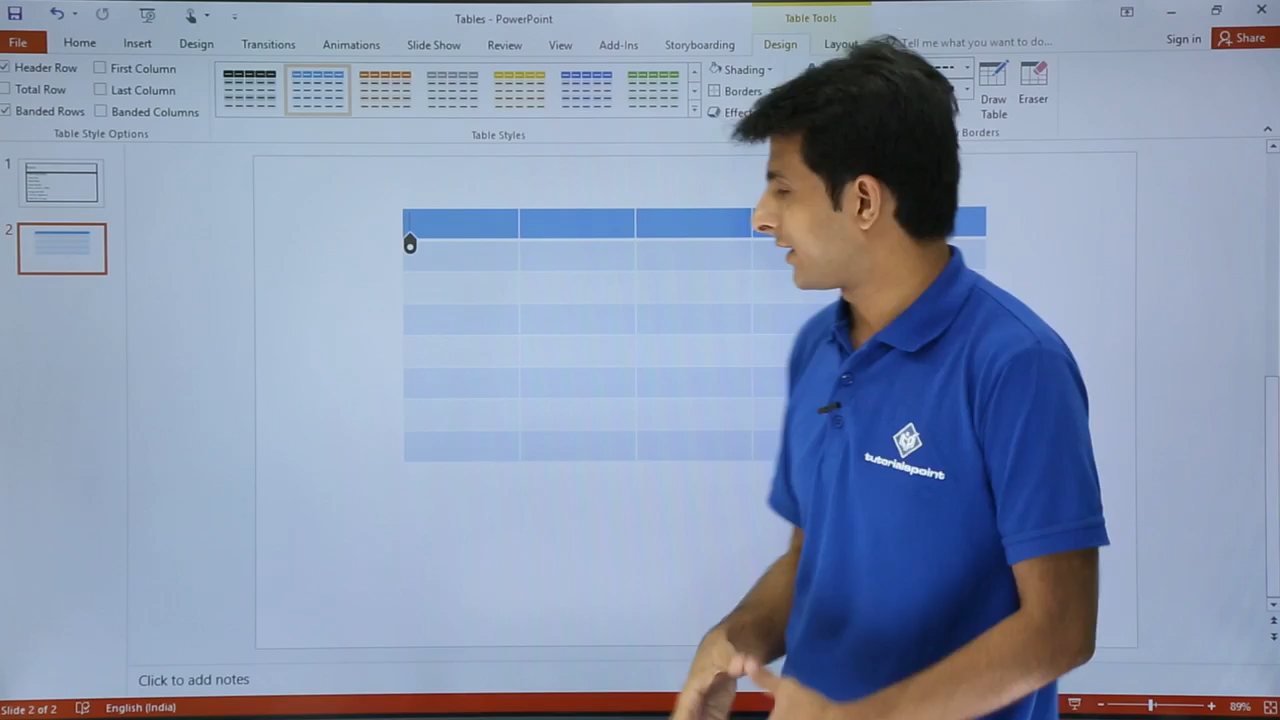 Tables - PowerPoint
Table Tools
File Home Insert Design Transitions Animations Slide Show Review View Add-Ins Storyboarding Design Layout Tell me what you want to do... Sign in Share
Header Row First Column
Total Row Last Column
Banded Rows Banded Columns
Table Style Options
Table Styles
Shading
Borders
Draw Table
Eraser
Borders
1
2
tutorialspoint
Click to add notes
Slide 2 of 2 English (India) 89%